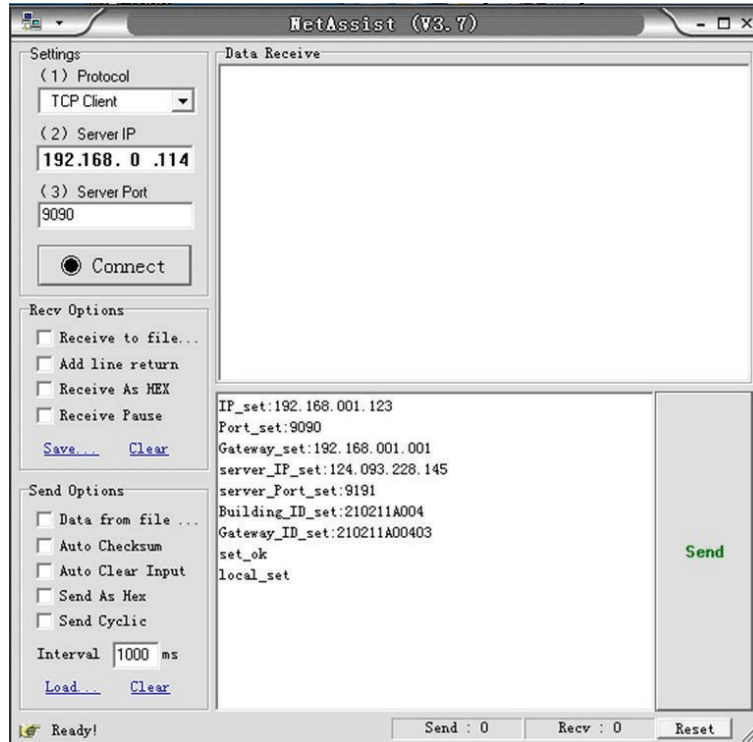 NetAssist (V3.7)
Settings
(1) Protocol
TCP Client
(2) Server IP
192.168. 0 .114
(3) Server Port
9090
Connect
Recv Options
Receive to file...
Add line return
Receive As HEX
Receive Pause
Save... Clear
Send Options
Data from file ...
Auto Checksum
Auto Clear Input
Send As Hex
Send Cyclic
Interval 1000 ms
Load... Clear
Data Receive
IP_set:192.168.001.123
Port_set:9090
Gateway_set:192.168.001.001
server_IP_set:124.093.228.145
server_Port_set:9191
Building_ID_set:210211A004
Gateway_ID_set:210211A00403
set_ok
local_set
Send
Ready!
Send : 0
Recv : 0
Reset